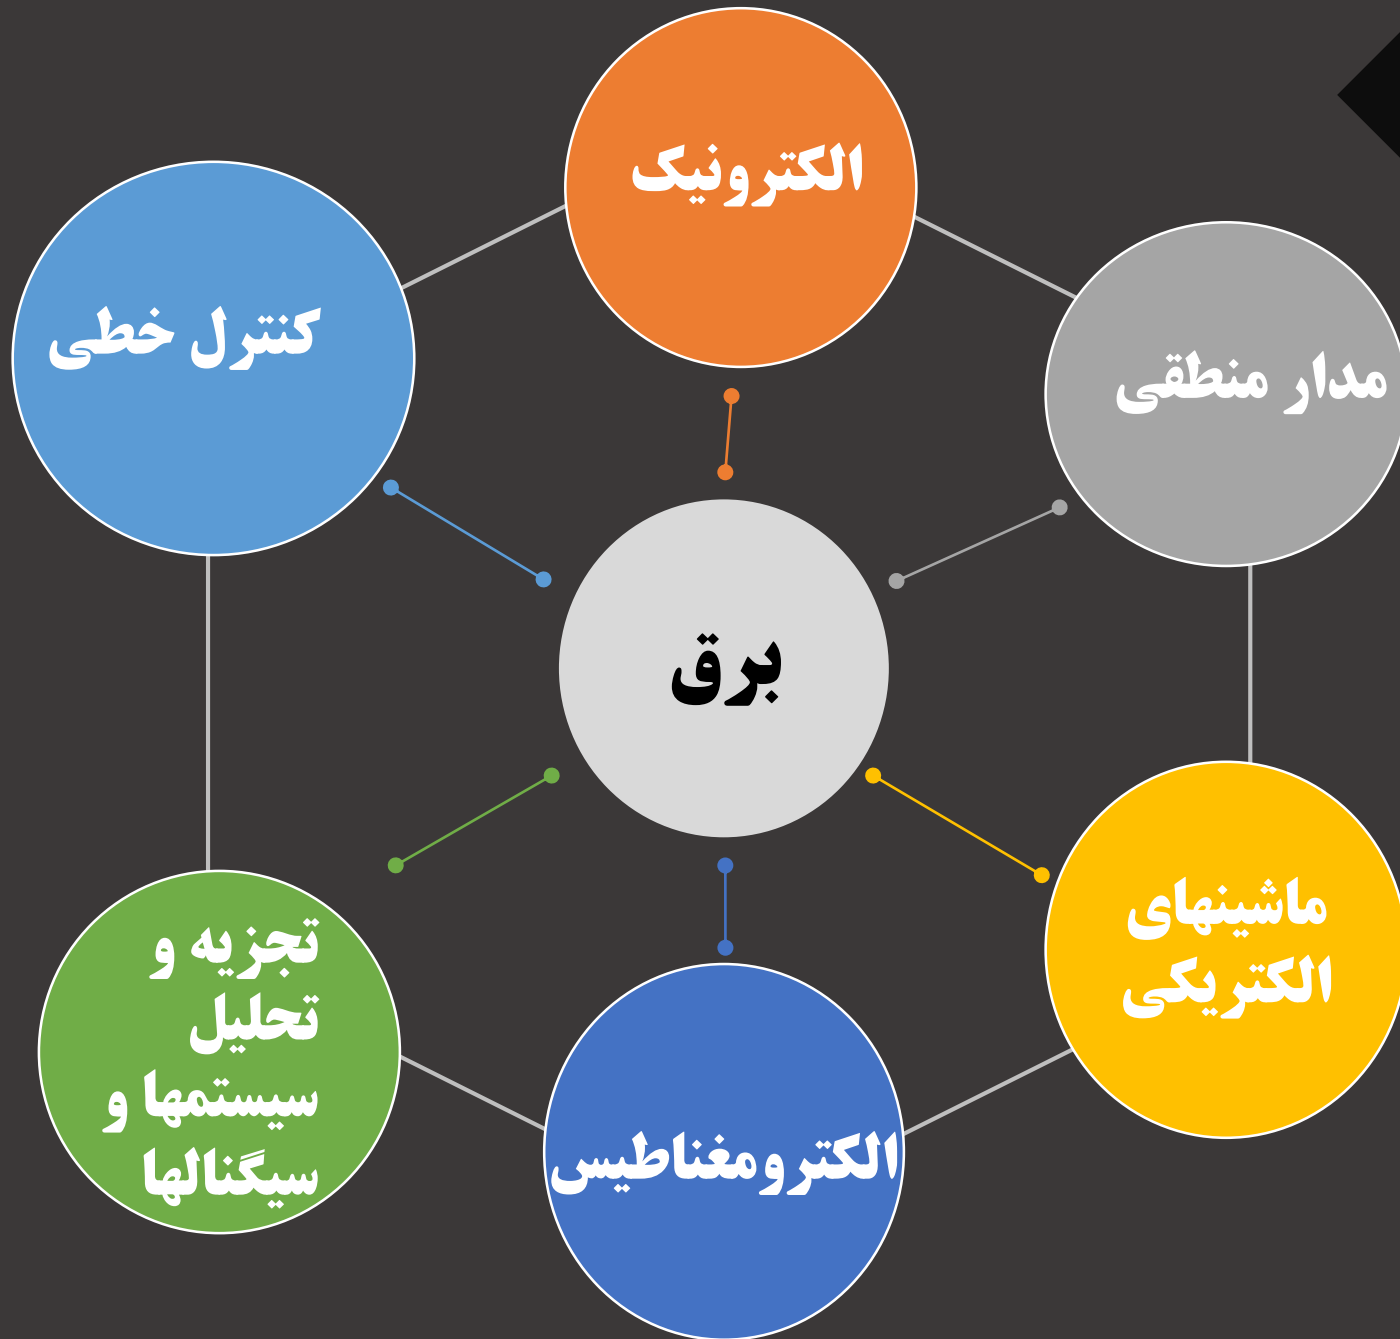 الکترونیک
مدار منطقی
کنترل خطی
برق
ماشینهای
الکتریکی
تجزیه و
تحلیل
سیستمها و
سیگنالها
الکترومغناطیس